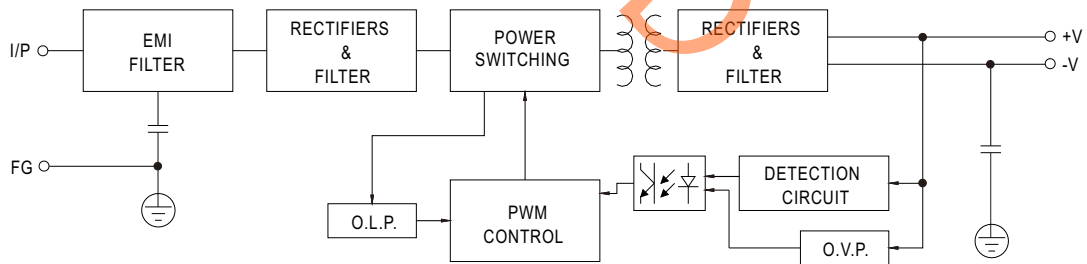 I/P
EMI
FILTER
RECTIFIERS
&
FILTER
POWER
SWITCHING
RECTIFIERS
&
FILTER
+V
-V
FG
O.L.P.
PWM
CONTROL
DETECTION
CIRCUIT
O.V.P.